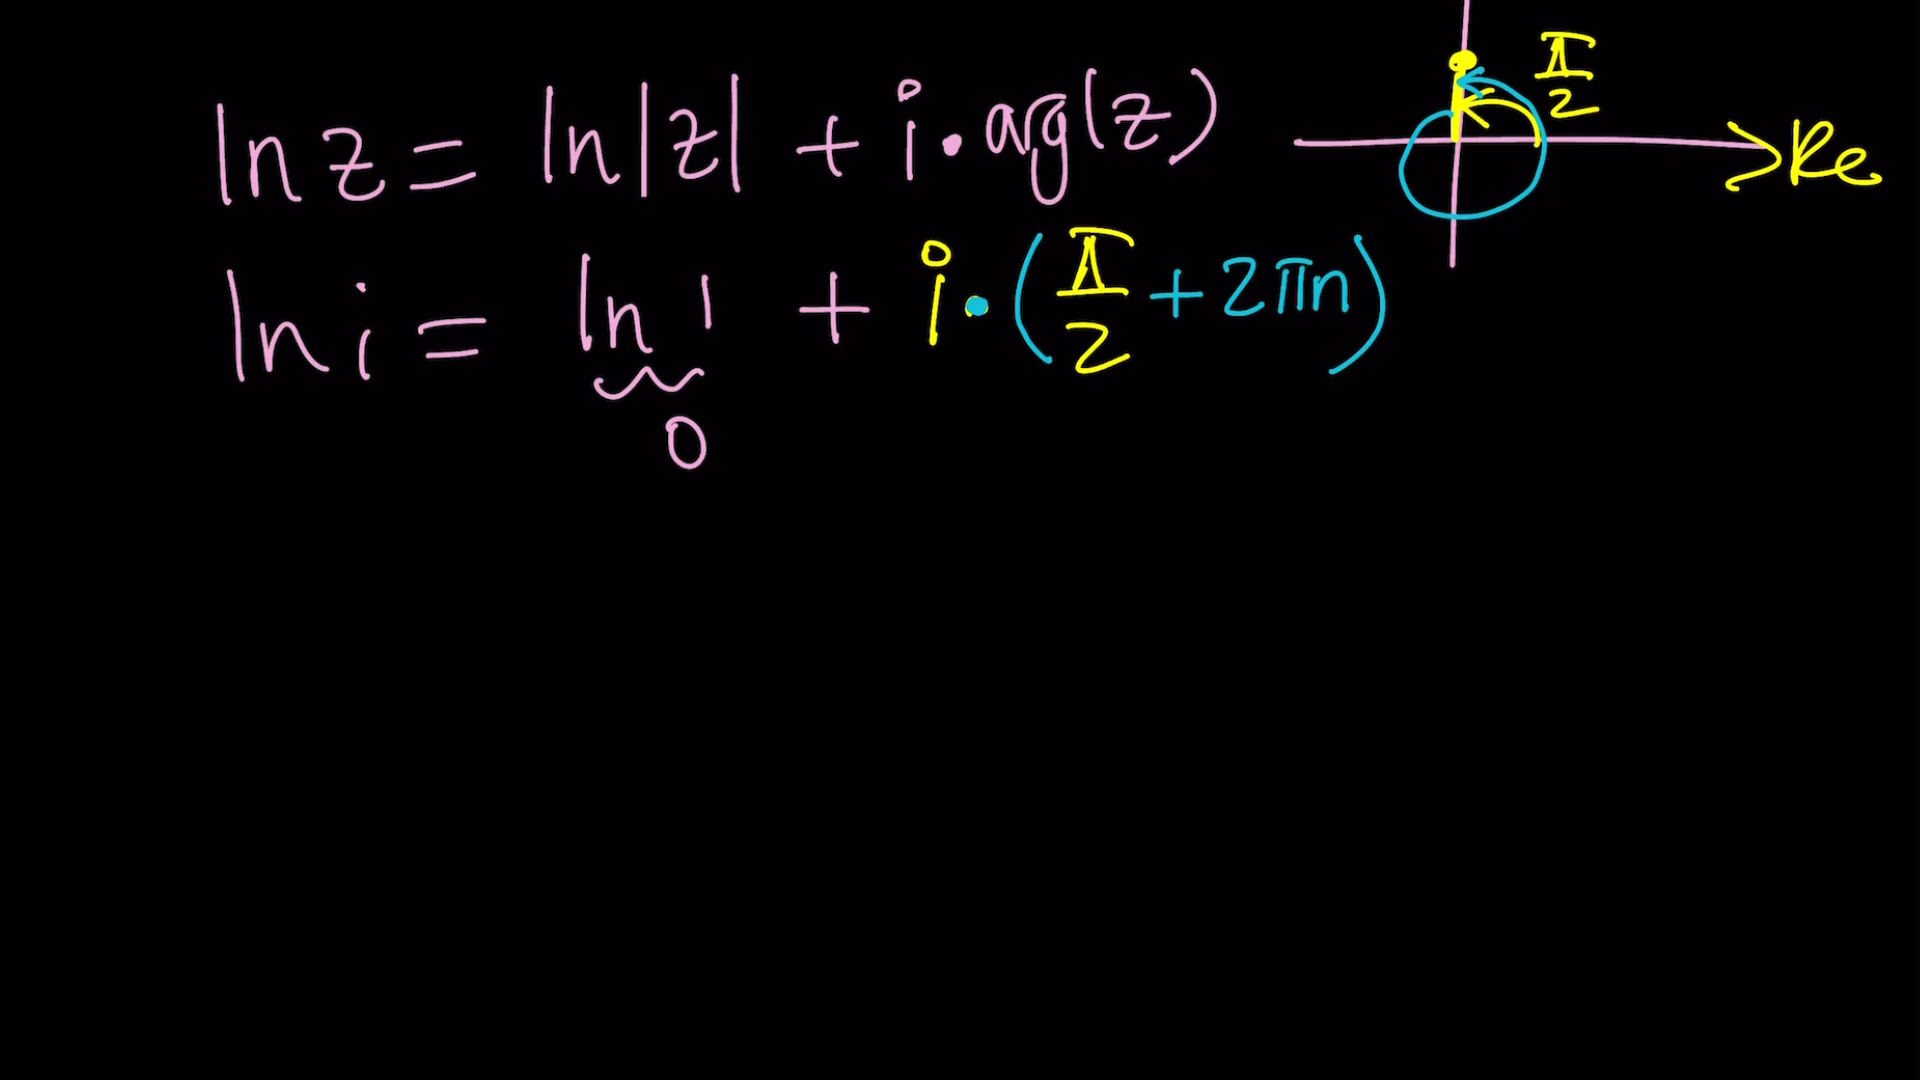 ln z = ln|z| + i · arg(z)
π/2
Re
ln i = ln 1 + i · (π/2 + 2πn)
0